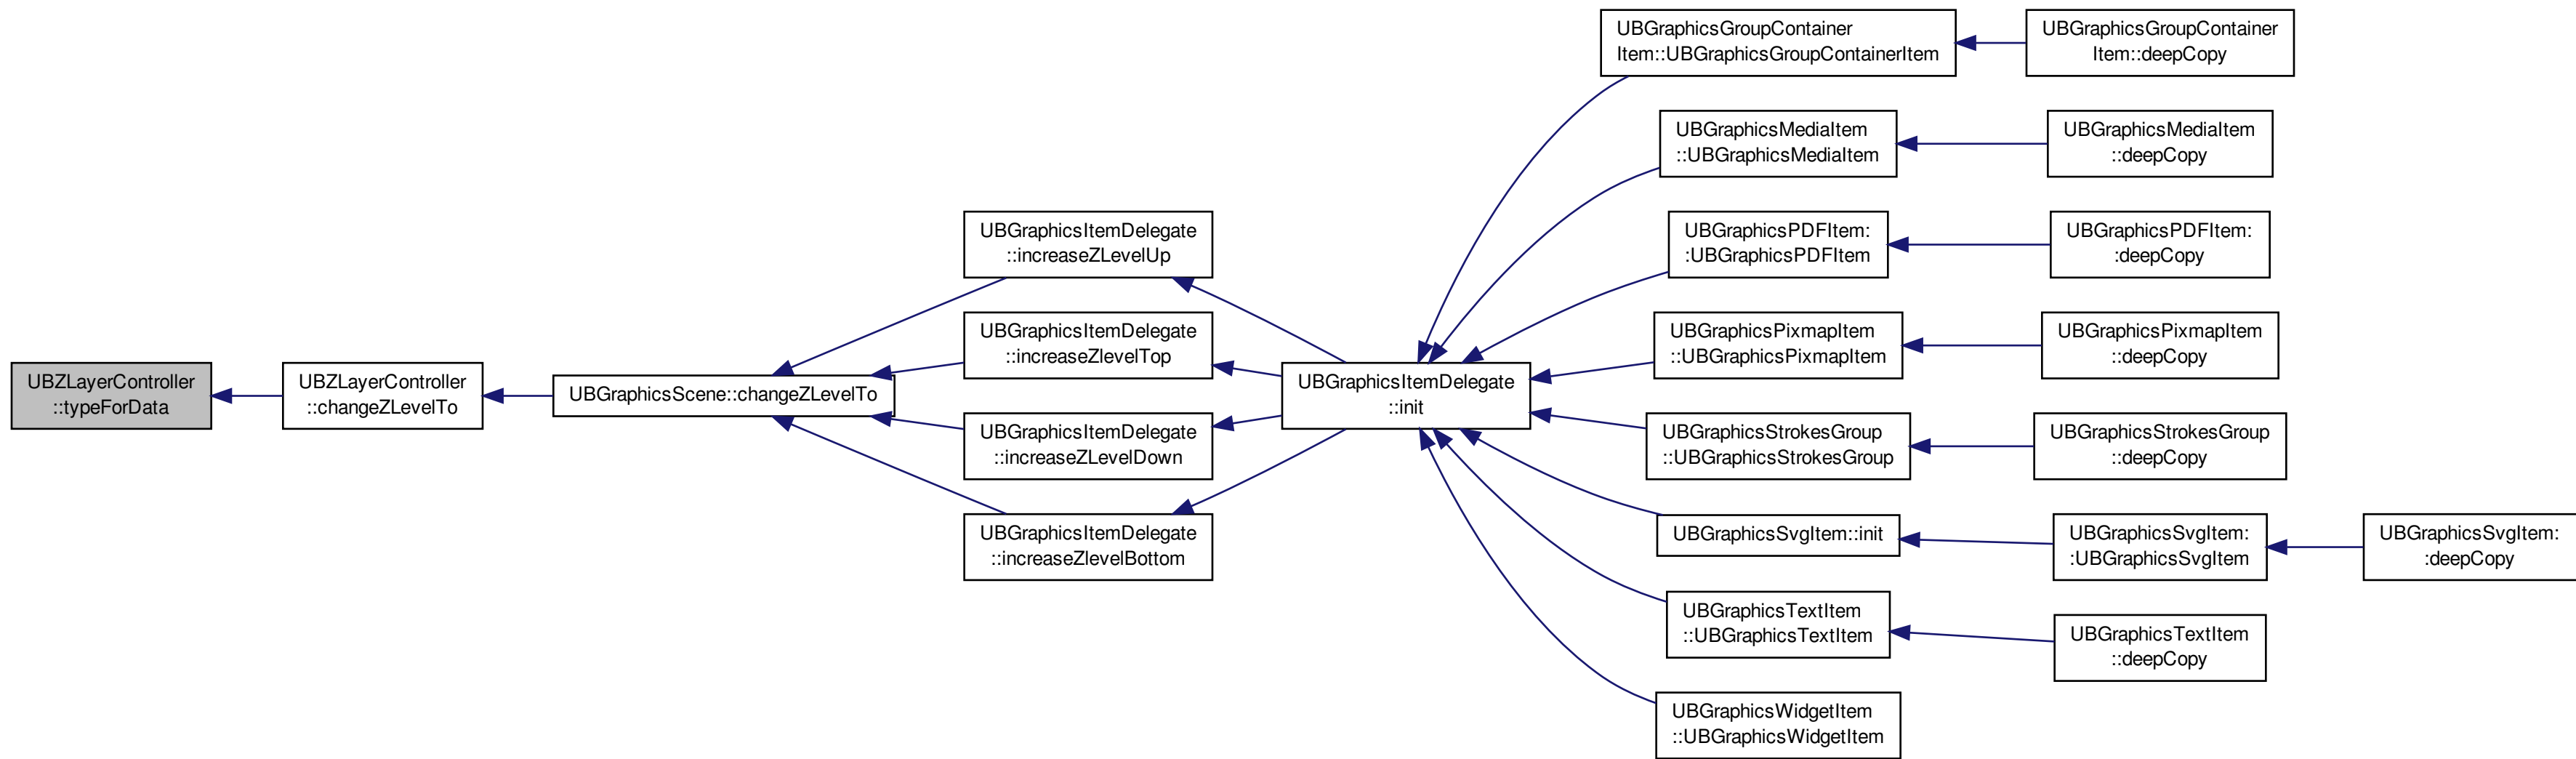 UBZLayerController
::typeForData
UBZLayerController
::changeZLevelTo
UBGraphicsScene::changeZLevelTo
UBGraphicsItemDelegate
::increaseZLevelUp
UBGraphicsItemDelegate
::increaseZlevelTop
UBGraphicsItemDelegate
::increaseZLevelDown
UBGraphicsItemDelegate
::increaseZlevelBottom
UBGraphicsItemDelegate
::init
UBGraphicsGroupContainer
Item::UBGraphicsGroupContainerItem
UBGraphicsGroupContainer
Item::deepCopy
UBGraphicsMediaItem
::UBGraphicsMediaItem
UBGraphicsMediaItem
::deepCopy
UBGraphicsPDFItem:
:UBGraphicsPDFItem
UBGraphicsPDFItem:
:deepCopy
UBGraphicsPixmapItem
::UBGraphicsPixmapItem
UBGraphicsPixmapItem
::deepCopy
UBGraphicsStrokesGroup
::UBGraphicsStrokesGroup
UBGraphicsStrokesGroup
::deepCopy
UBGraphicsSvgItem::init
UBGraphicsSvgItem:
:UBGraphicsSvgItem
UBGraphicsSvgItem:
:deepCopy
UBGraphicsTextItem
::UBGraphicsTextItem
UBGraphicsTextItem
::deepCopy
UBGraphicsWidgetItem
::UBGraphicsWidgetItem